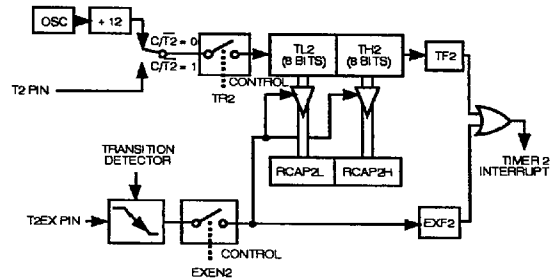 OSC
÷ 12
C/T2 = 0
C/T2 = 1
T2 PIN
TR2
CONTROL
TL2
(8 BITS)
TH2
(8 BITS)
TF2
TRANSITION
DETECTOR
RCAP2L
RCAP2H
TIMER 2
INTERRUPT
T2EX PIN
EXEN2
CONTROL
EXF2